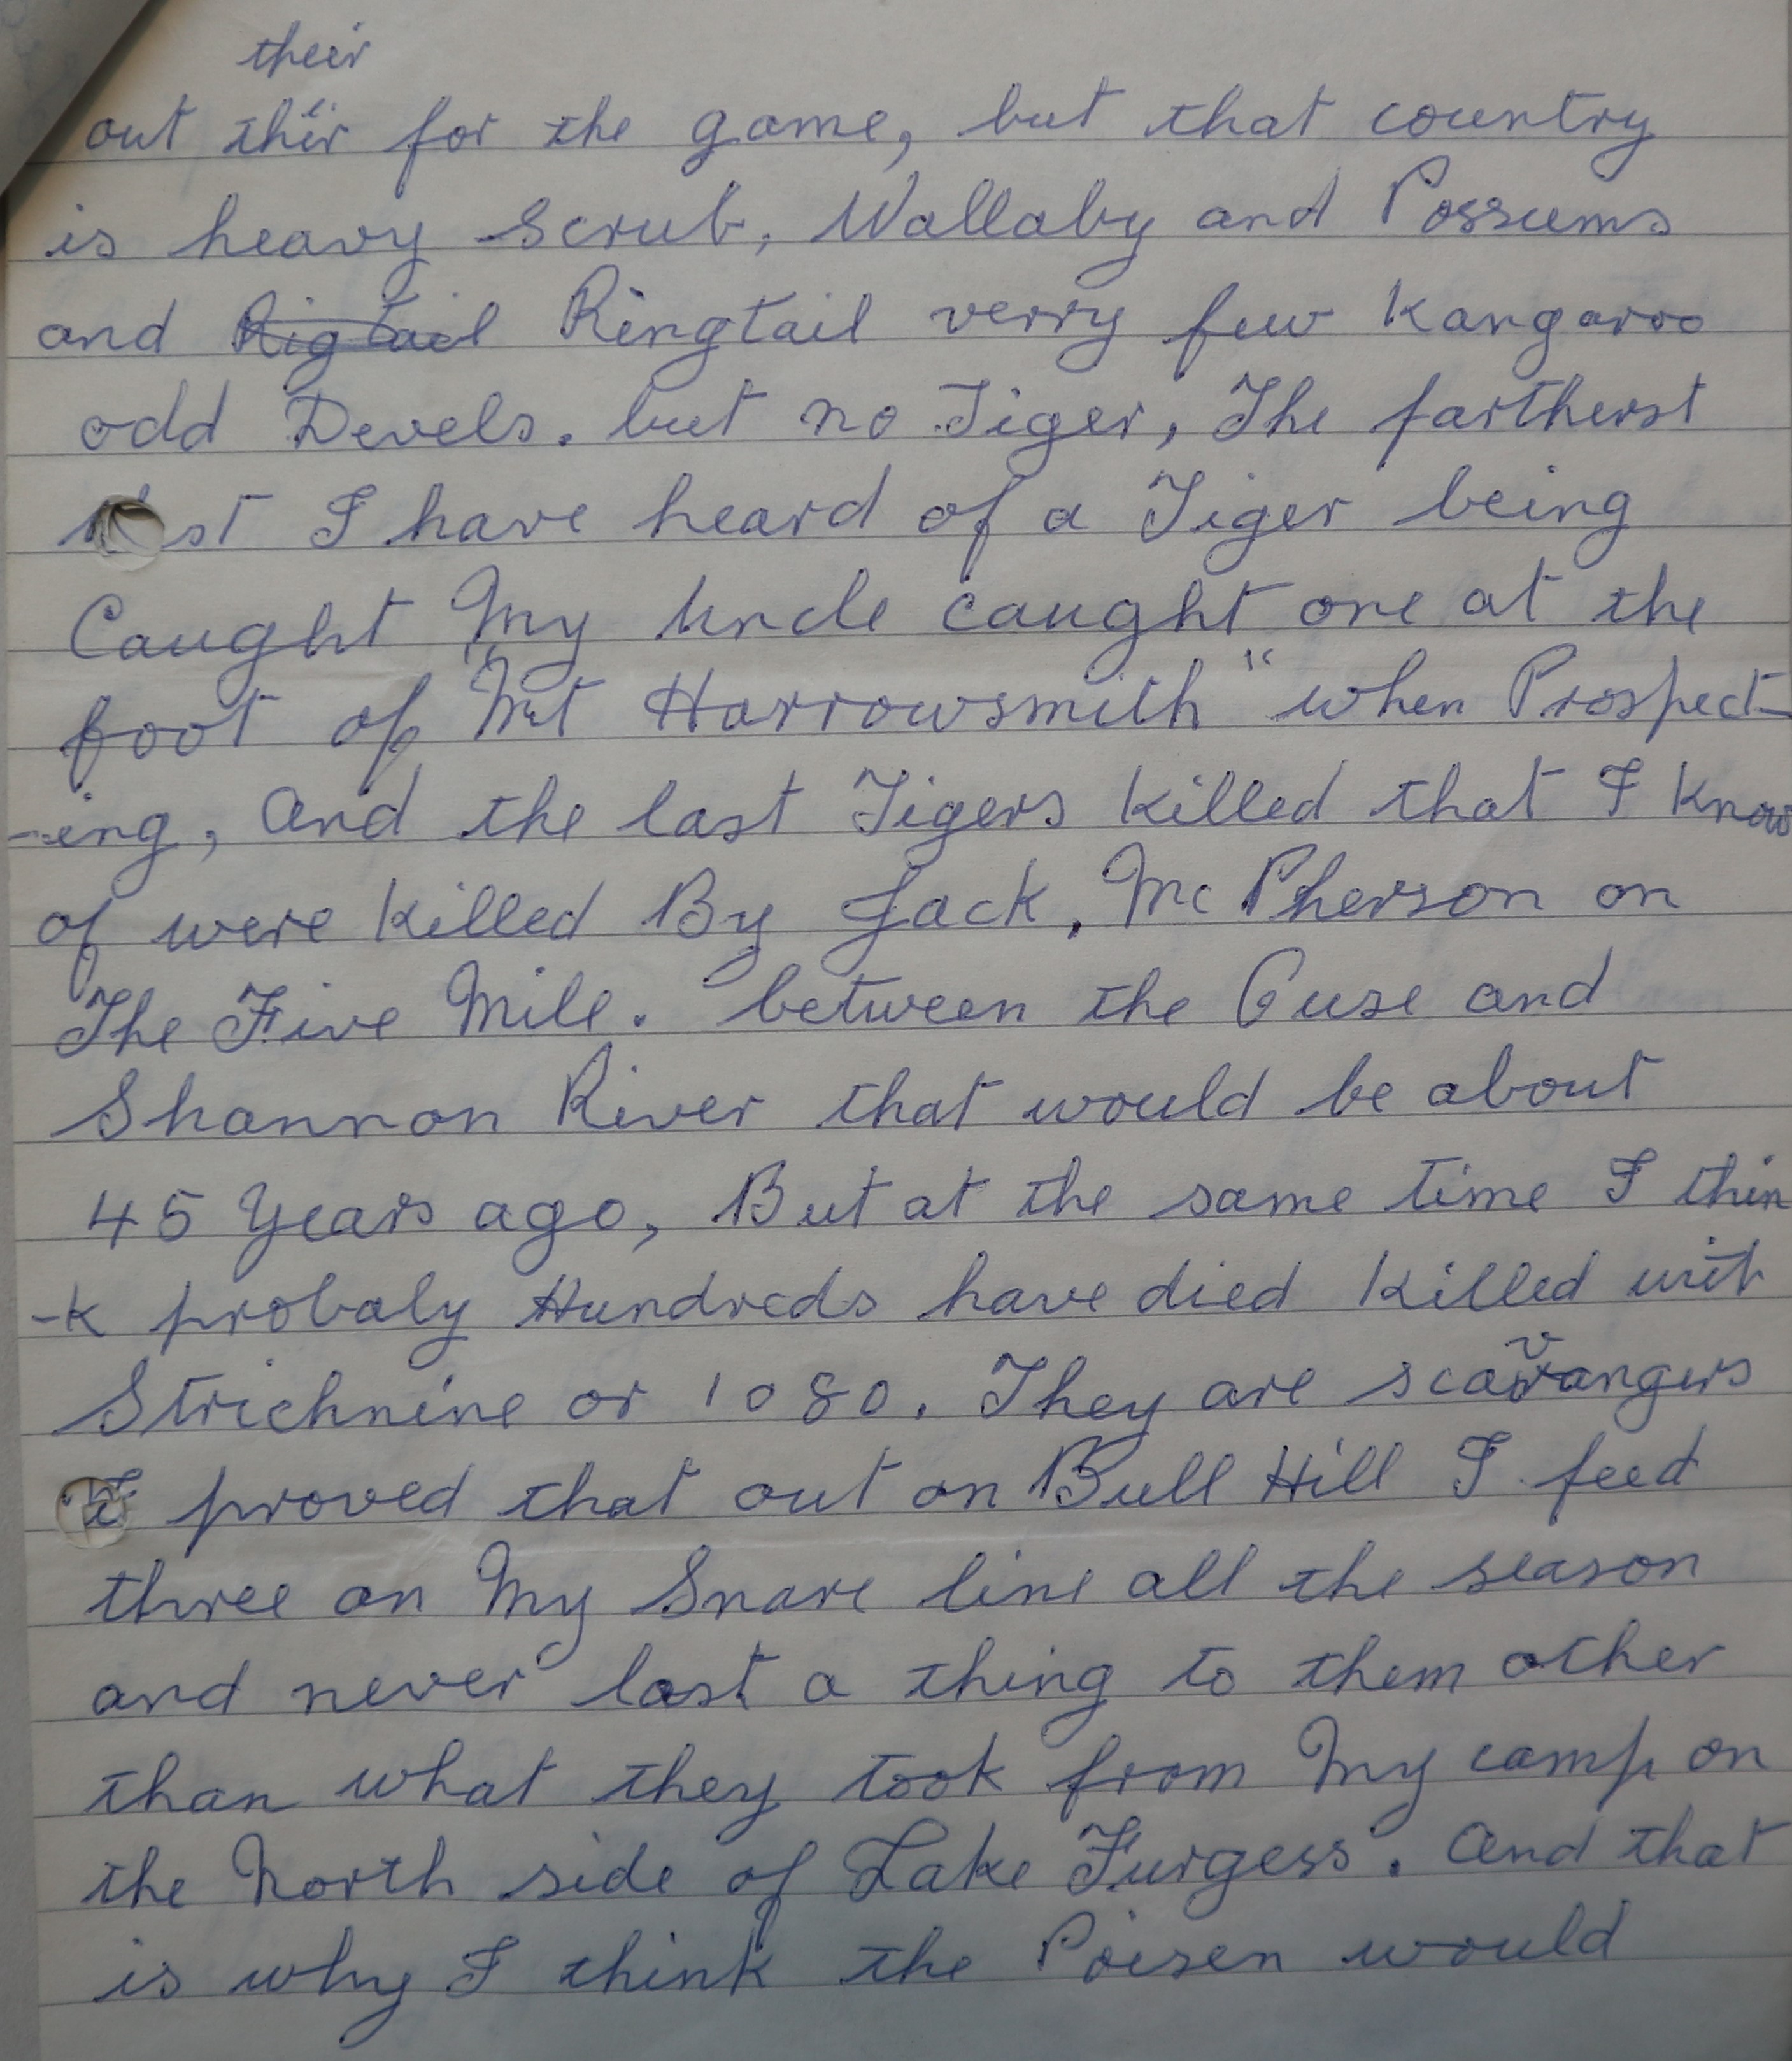 their
out their for the game, but that country
is heavy Scrub, Wallaby and Possums
and Rigtail Ringtail verry few Kangaroo
odd Devels. but no Tiger, The fartherst
West I have heard of a Tiger being
Caught My Uncle caught one at the
foot of "Mt Harrowsmith" when Prospect-
-ing, And the last Tigers killed that I know
of were killed By Jack, McPherson on
The Five Mile. between the Ouse and
Shannon River that would be about
45 Years ago, But at the same time I thin
-k probaly Hundreds have died killed with
Strichnine or 1080. They are scavangers
I proved that out on Bull Hill I feed
three on My Snare line all the season
and never lost a thing to them other
than what they took from My camp on
the North side of Lake Furgess. And that
is why I think the Poisen would